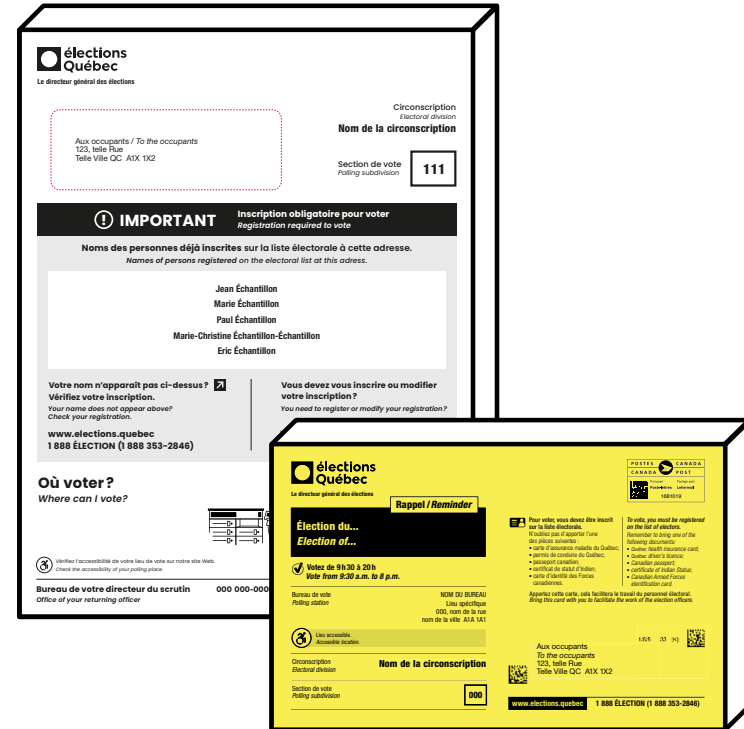 élections
Québec
Le directeur général des élections
Circonscription
Electoral division
Nom de la circonscription
Aux occupants / To the occupants
123, telle Rue
Telle Ville QC A1X 1X2
Section de vote
Polling subdivision
111
IMPORTANT
Inscription obligatoire pour voter
Registration required to vote
Noms des personnes déjà inscrites sur la liste électorale à cette adresse.
Names of persons registered on the electoral list at this adress.
Jean Échantillon
Marie Échantillon
Paul Échantillon
Marie-Christine Échantillon-Échantillon
Eric Échantillon
Votre nom n'apparaît pas ci-dessus ?
Vérifiez votre inscription.
Your name does not appear above?
Check your registration.
www.elections.quebec
1 888 ÉLECTION (1 888 353-2846)
Vous devez vous inscrire ou modifier
votre inscription ?
You need to register or modify your registration?
Où voter ?
Where can I vote?
Vérifiez l'accessibilité de votre lieu de vote sur notre site Web.
Check the accessibility of your polling place.
Bureau de votre directeur du scrutin 000 000-000
Office of your returning officer
élections
Québec
Le directeur général des élections
Rappel / Reminder
Élection du...
Election of...
Votez de 9 h 30 à 20 h
Vote from 9:30 a.m. to 8 p.m.
Bureau de vote
Polling station
NOM DU BUREAU
Lieu spécifique
000, nom de la rue
nom de la ville A1A 1A1
Lieu accessible.
Accessible location.
Circonscription
Electoral division
Nom de la circonscription
Section de vote
Polling subdivision
000
POSTES CANADA
CANADA POST
Poste-lettres Lettermail
1681019
Pour voter, vous devez être inscrit
sur la liste électorale.
N'oubliez pas d'apporter l'une
des pièces suivantes :
• carte d'assurance maladie du Québec;
• permis de conduire du Québec;
• passeport canadien;
• certificat de statut d'Indien;
• carte d'identité des Forces
canadiennes.
To vote, you must be registered
on the list of electors.
Remember to bring one of the
following documents:
• Québec health insurance card;
• Québec driver's licence;
• Canadian passport;
• certificate of Indian Status;
• Canadian Armed Forces
identification card.
Apportez cette carte, cela facilitera le travail du personnel électoral.
Bring this card with you to facilitate the work of the election officers.
Aux occupants
To the occupants
123, telle Rue
Telle Ville QC A1X 1X2
www.elections.quebec 1 888 ÉLECTION (1 888 353-2846)